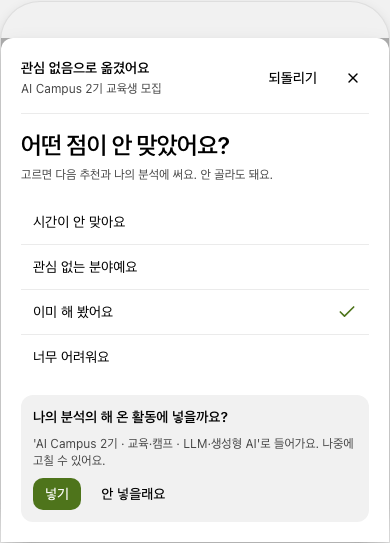 관심 없음으로 옮겼어요
AI Campus 2기 교육생 모집
되돌리기
어떤 점이 안 맞았어요?
고르면 다음 추천과 나의 분석에 써요. 안 골라도 돼요.
시간이 안 맞아요
관심 없는 분야예요
이미 해 봤어요
너무 어려워요
나의 분석의 해 온 활동에 넣을까요?
'AI Campus 2기 · 교육·캠프 · LLM·생성형 AI'로 들어가요. 나중에
고칠 수 있어요.
넣기
안 넣을래요